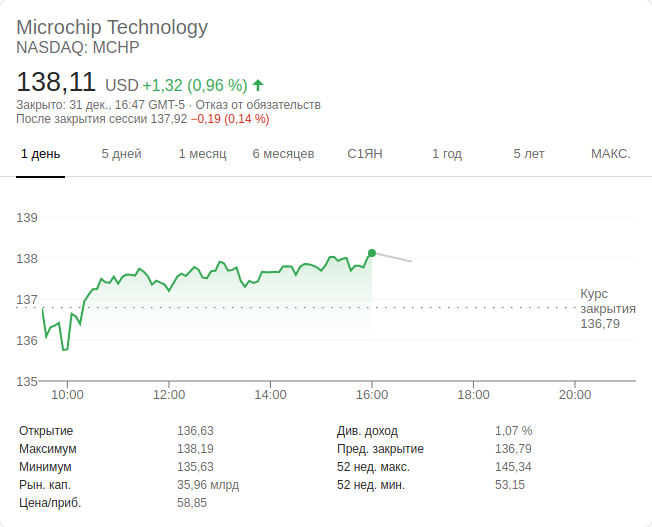 Microchip Technology
NASDAQ: MCHP
138,11 USD +1,32 (0,96 %)
Закрыто: 31 дек., 16:47 GMT-5 · Отказ от обязательств
После закрытия сессии 137,92 −0,19 (0,14 %)
1 день 5 дней 1 месяц 6 месяцев С1ЯН 1 год 5 лет МАКС.
139
138
137
136
135
Курс
закрытия
136,79
10:00 12:00 14:00 16:00 18:00 20:00
Открытие 136,63 Див. доход 1,07 %
Максимум 138,19 Пред. закрытие 136,79
Минимум 135,63 52 нед. макс. 145,34
Рын. кап. 35,96 млрд 52 нед. мин. 53,15
Цена/приб. 58,85